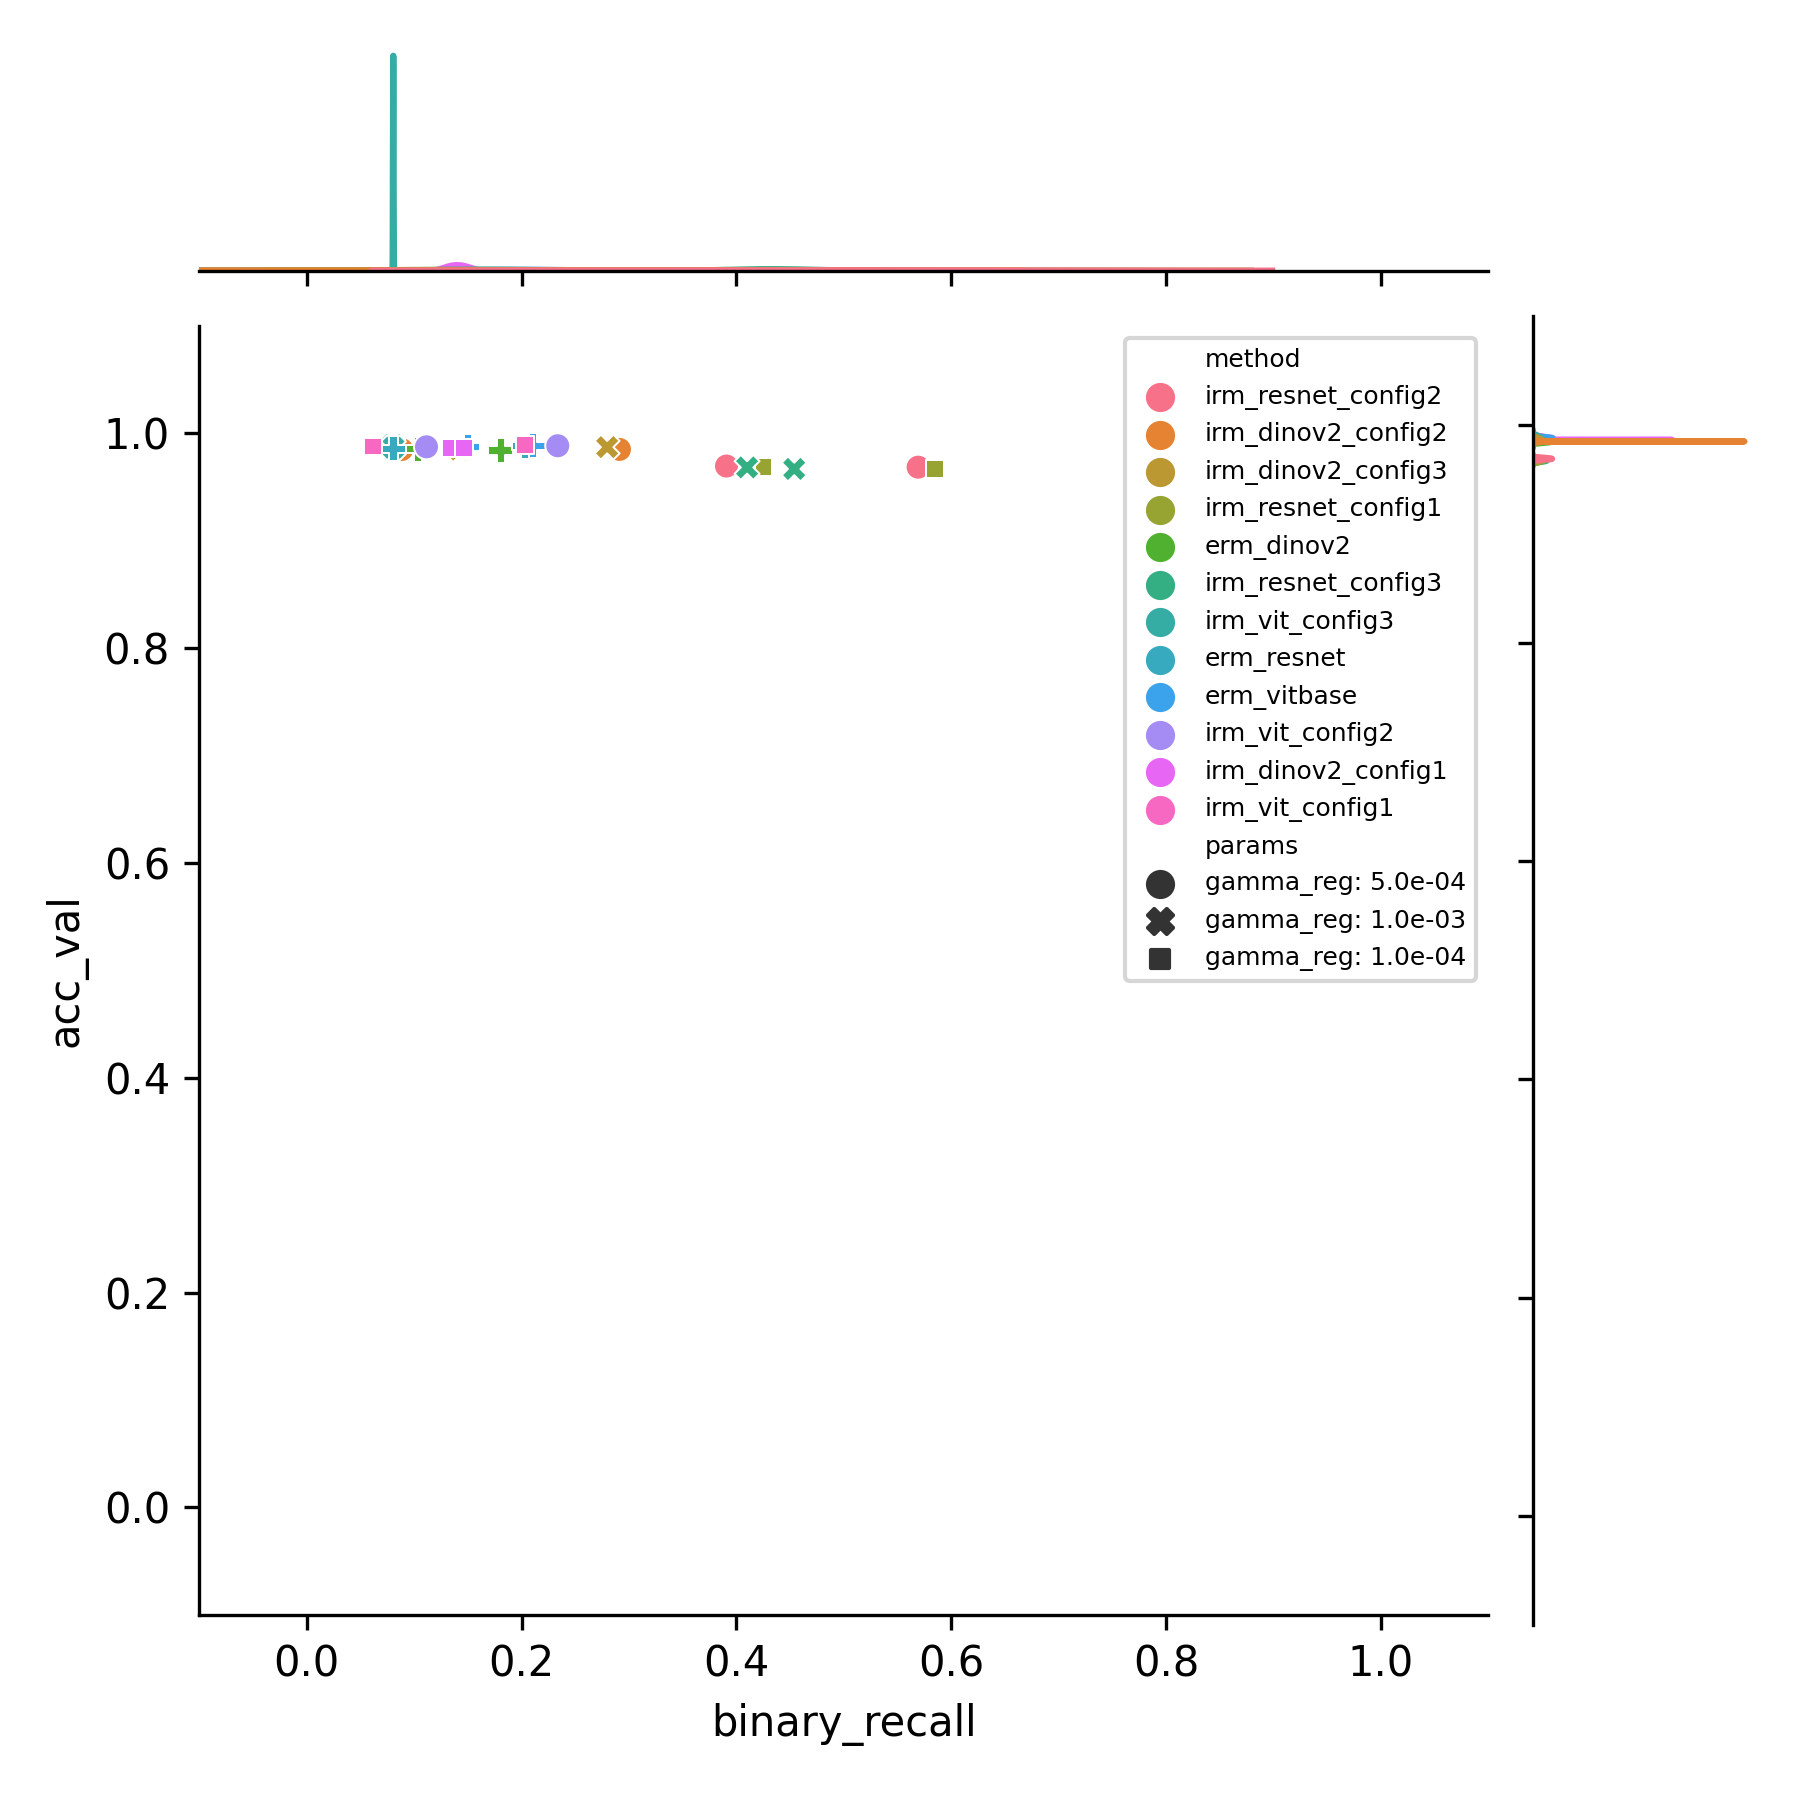 method
irm_resnet_config2
irm_dinov2_config2
irm_dinov2_config3
irm_resnet_config1
erm_dinov2
irm_resnet_config3
irm_vit_config3
erm_resnet
erm_vitbase
irm_vit_config2
irm_dinov2_config1
irm_vit_config1
params
gamma_reg: 5.0e-04
gamma_reg: 1.0e-03
gamma_reg: 1.0e-04
1.0
0.8
0.6
0.4
0.2
0.0
acc_val
0.0 0.2 0.4 0.6 0.8 1.0
binary_recall